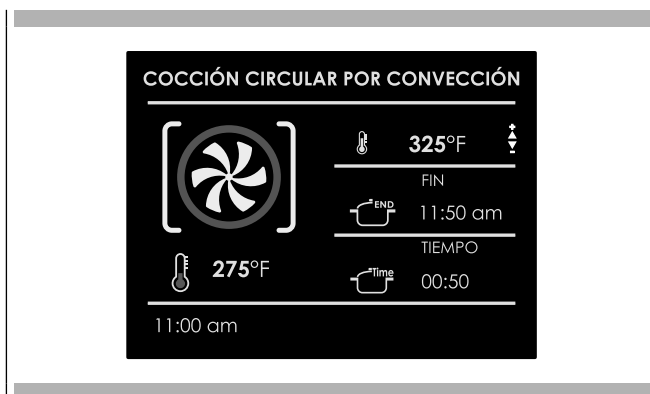 COCCIÓN CIRCULAR POR CONVECCIÓN
325°F
FIN
END
11:50 am
TIEMPO
Time
00:50
275°F
11:00 am